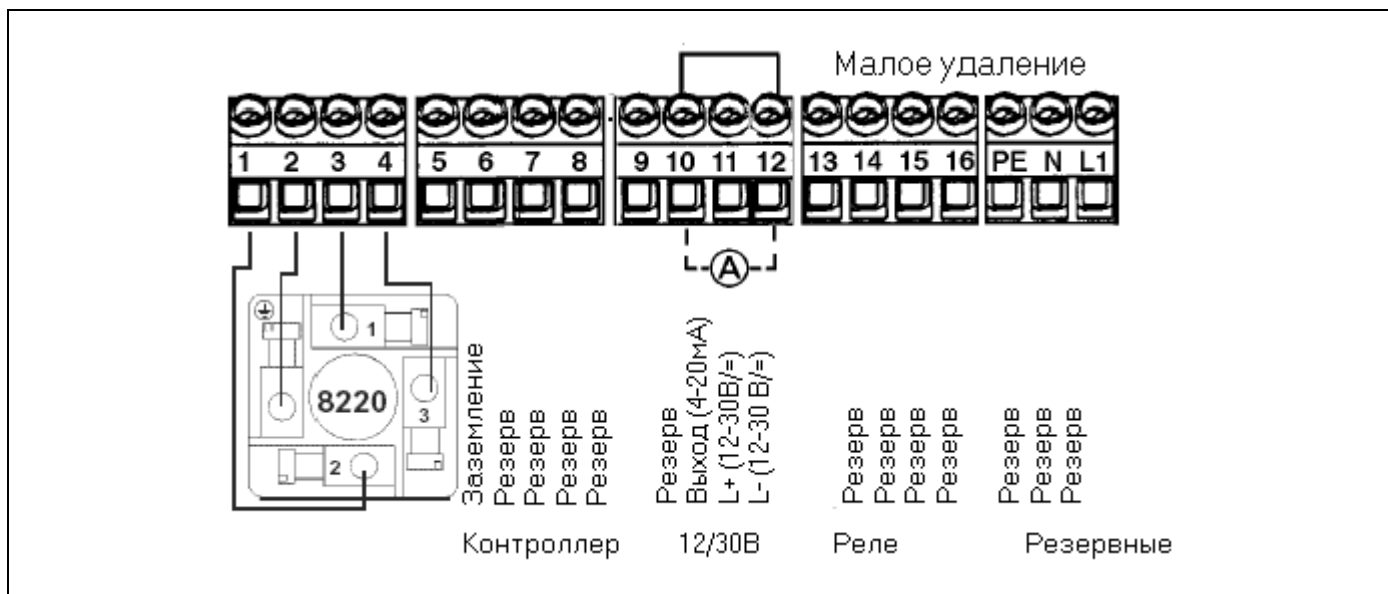 Малое удаление
1 2 3 4 5 6 7 8 9 10 11 12 13 14 15 16 PE N L1
A
1
8220
3
2
Заземление
Резерв
Резерв
Резерв
Резерв
Резерв
Выход (4-20мА)
L+ (12-30В/=)
L- (12-30 В/=)
Резерв
Резерв
Резерв
Резерв
Резерв
Резерв
Резерв
Контроллер 12/30В Реле Резервные